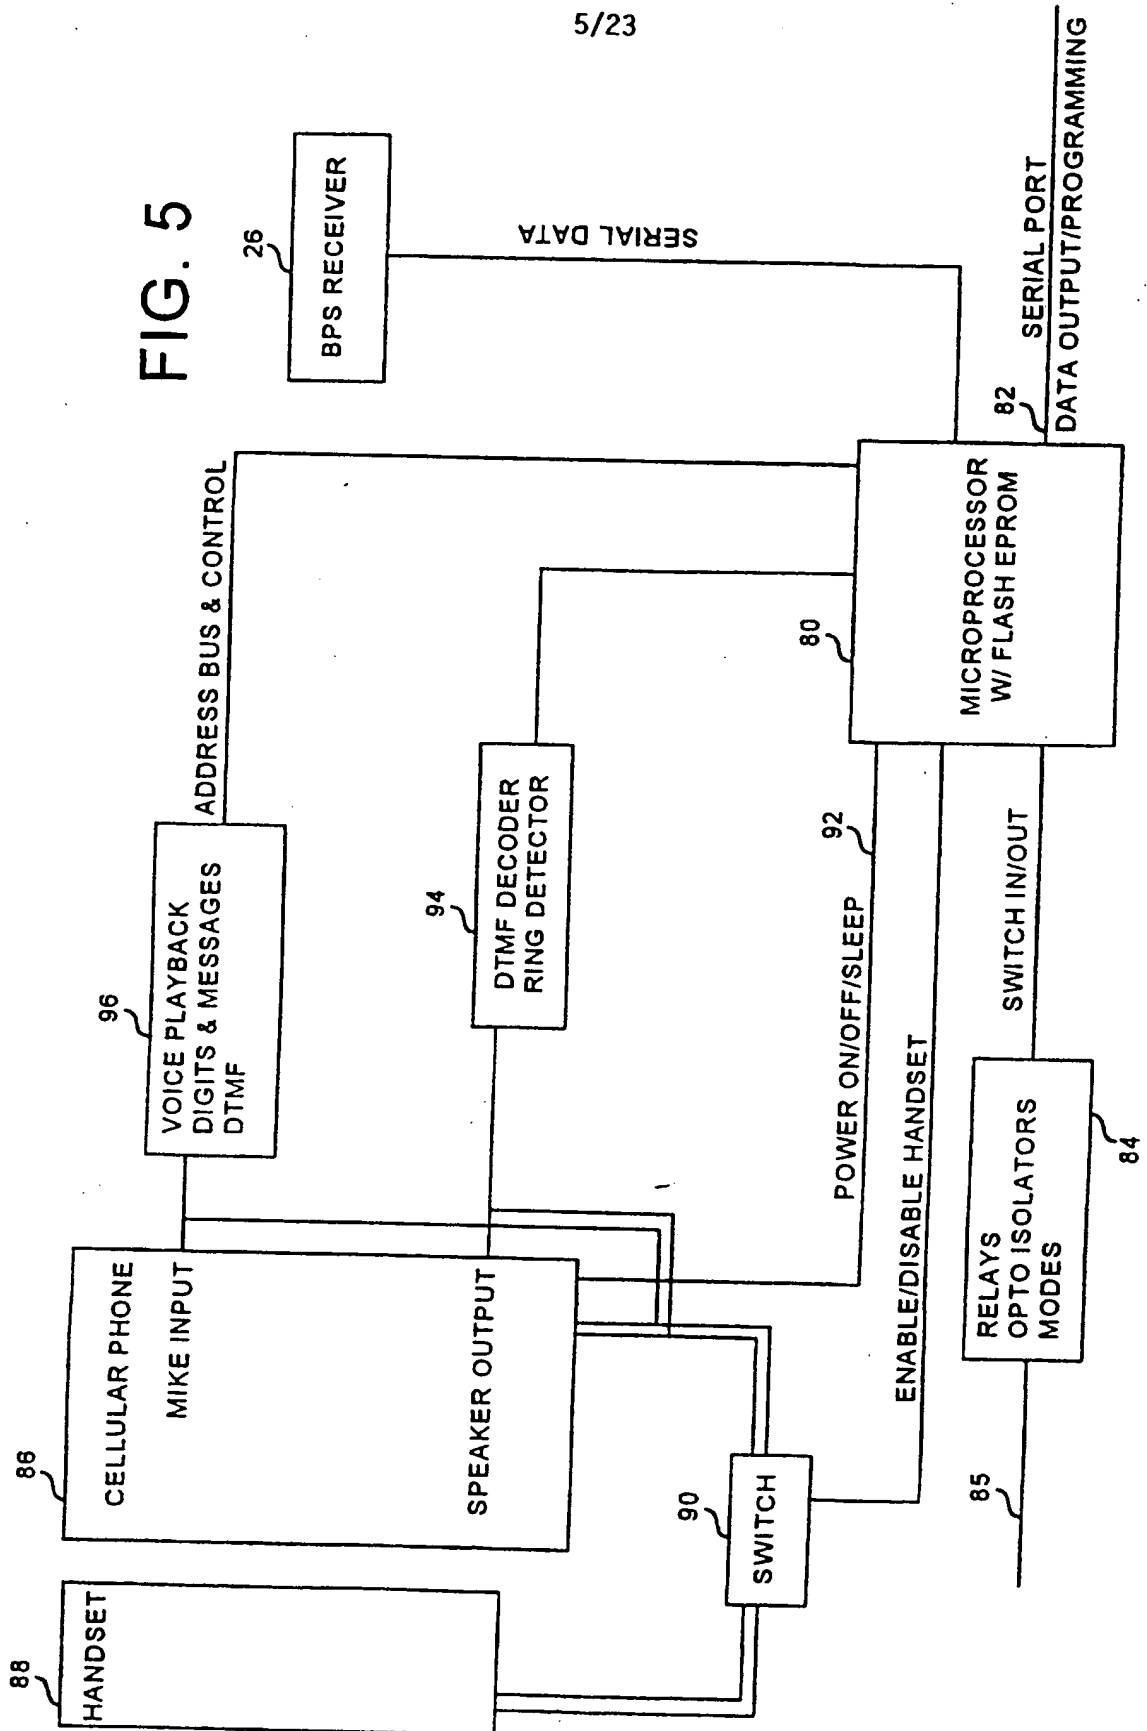 5/23
FIG. 5
26
BPS RECEIVER
SERIAL DATA
ADDRESS BUS & CONTROL
96
VOICE PLAYBACK
DIGITS & MESSAGES
DTMF
94
DTMF DECODER
RING DETECTOR
86
CELLULAR PHONE
MIKE INPUT
SPEAKER OUTPUT
88
HANDSET
90
SWITCH
POWER ON/OFF/SLEEP
92
ENABLE/DISABLE HANDSET
80
MICROPROCESSOR
W/ FLASH EPROM
82
SERIAL PORT
DATA OUTPUT/PROGRAMMING
SWITCH IN/OUT
RELAYS
OPTO ISOLATORS
MODES
84
85